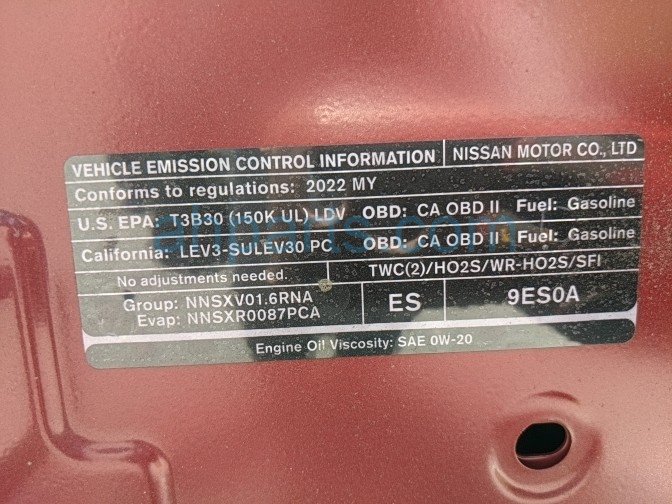 VEHICLE EMISSION CONTROL INFORMATION NISSAN MOTOR CO., LTD
Conforms to regulations: 2022 MY
U.S. EPA: T3B30 (150K UL) LDV OBD: CA OBD II Fuel: Gasoline
California: LEV3-SULEV30 PC OBD: CA OBD II Fuel: Gasoline
No adjustments needed. TWC(2)/HO2S/WR-HO2S/SFI
Group: NNSXV01.6RNA
Evap: NNSXR0087PCA
ES
9ES0A
Engine Oil Viscosity: SAE 0W-20